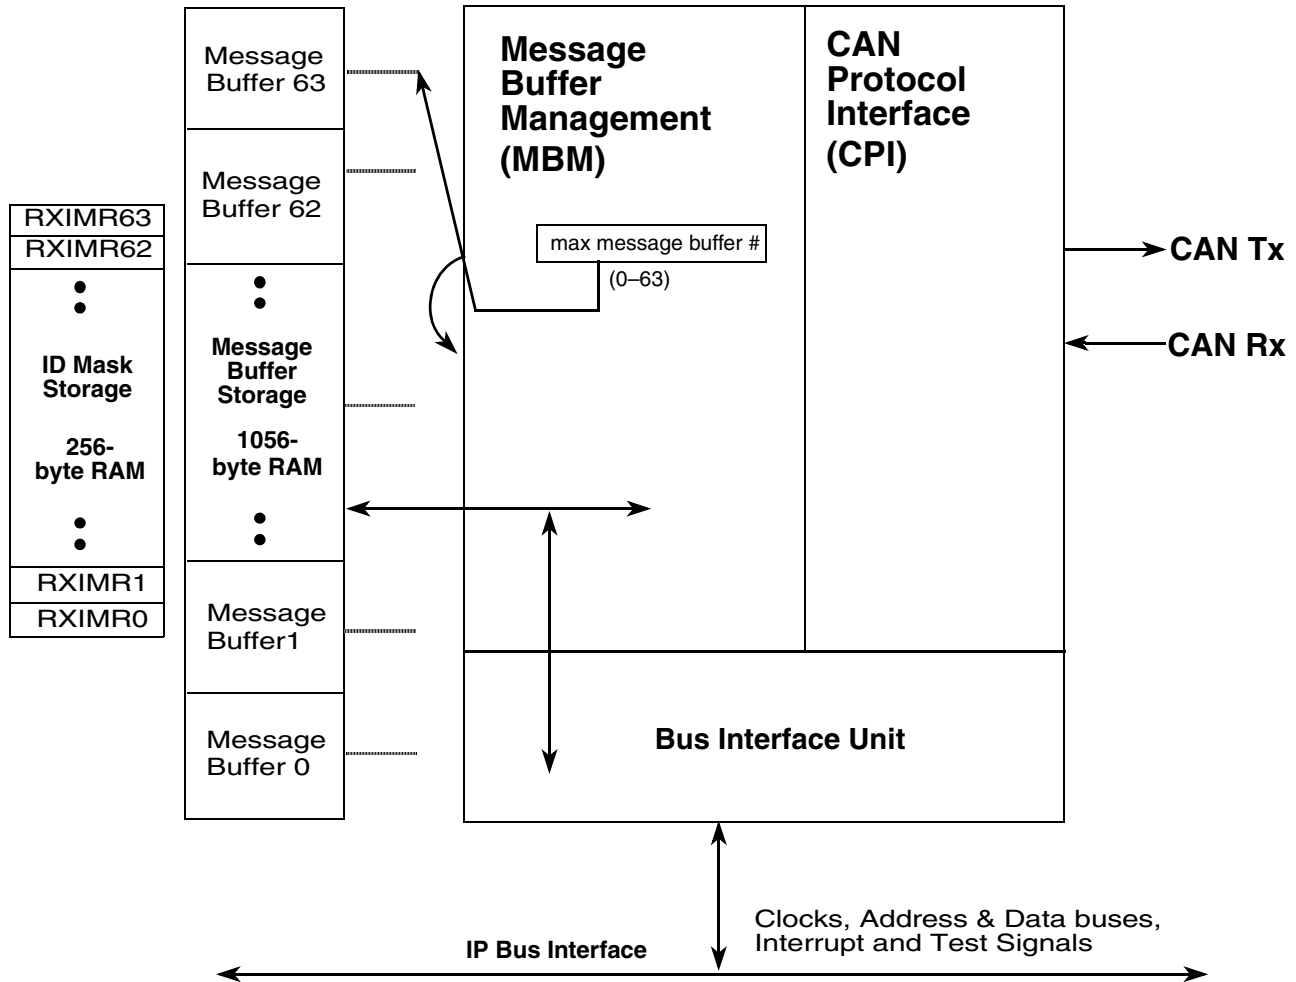 Message
Buffer 63
Message
Buffer 62
RXIMR63
RXIMR62
ID Mask
Storage
256-
byte RAM
RXIMR1
RXIMR0
Message
Buffer
Storage
1056-
byte RAM
Message
Buffer1
Message
Buffer 0
Message
Buffer
Management
(MBM)
max message buffer #
(0–63)
CAN
Protocol
Interface
(CPI)
CAN Tx
CAN Rx
Bus Interface Unit
Clocks, Address & Data buses,
Interrupt and Test Signals
IP Bus Interface